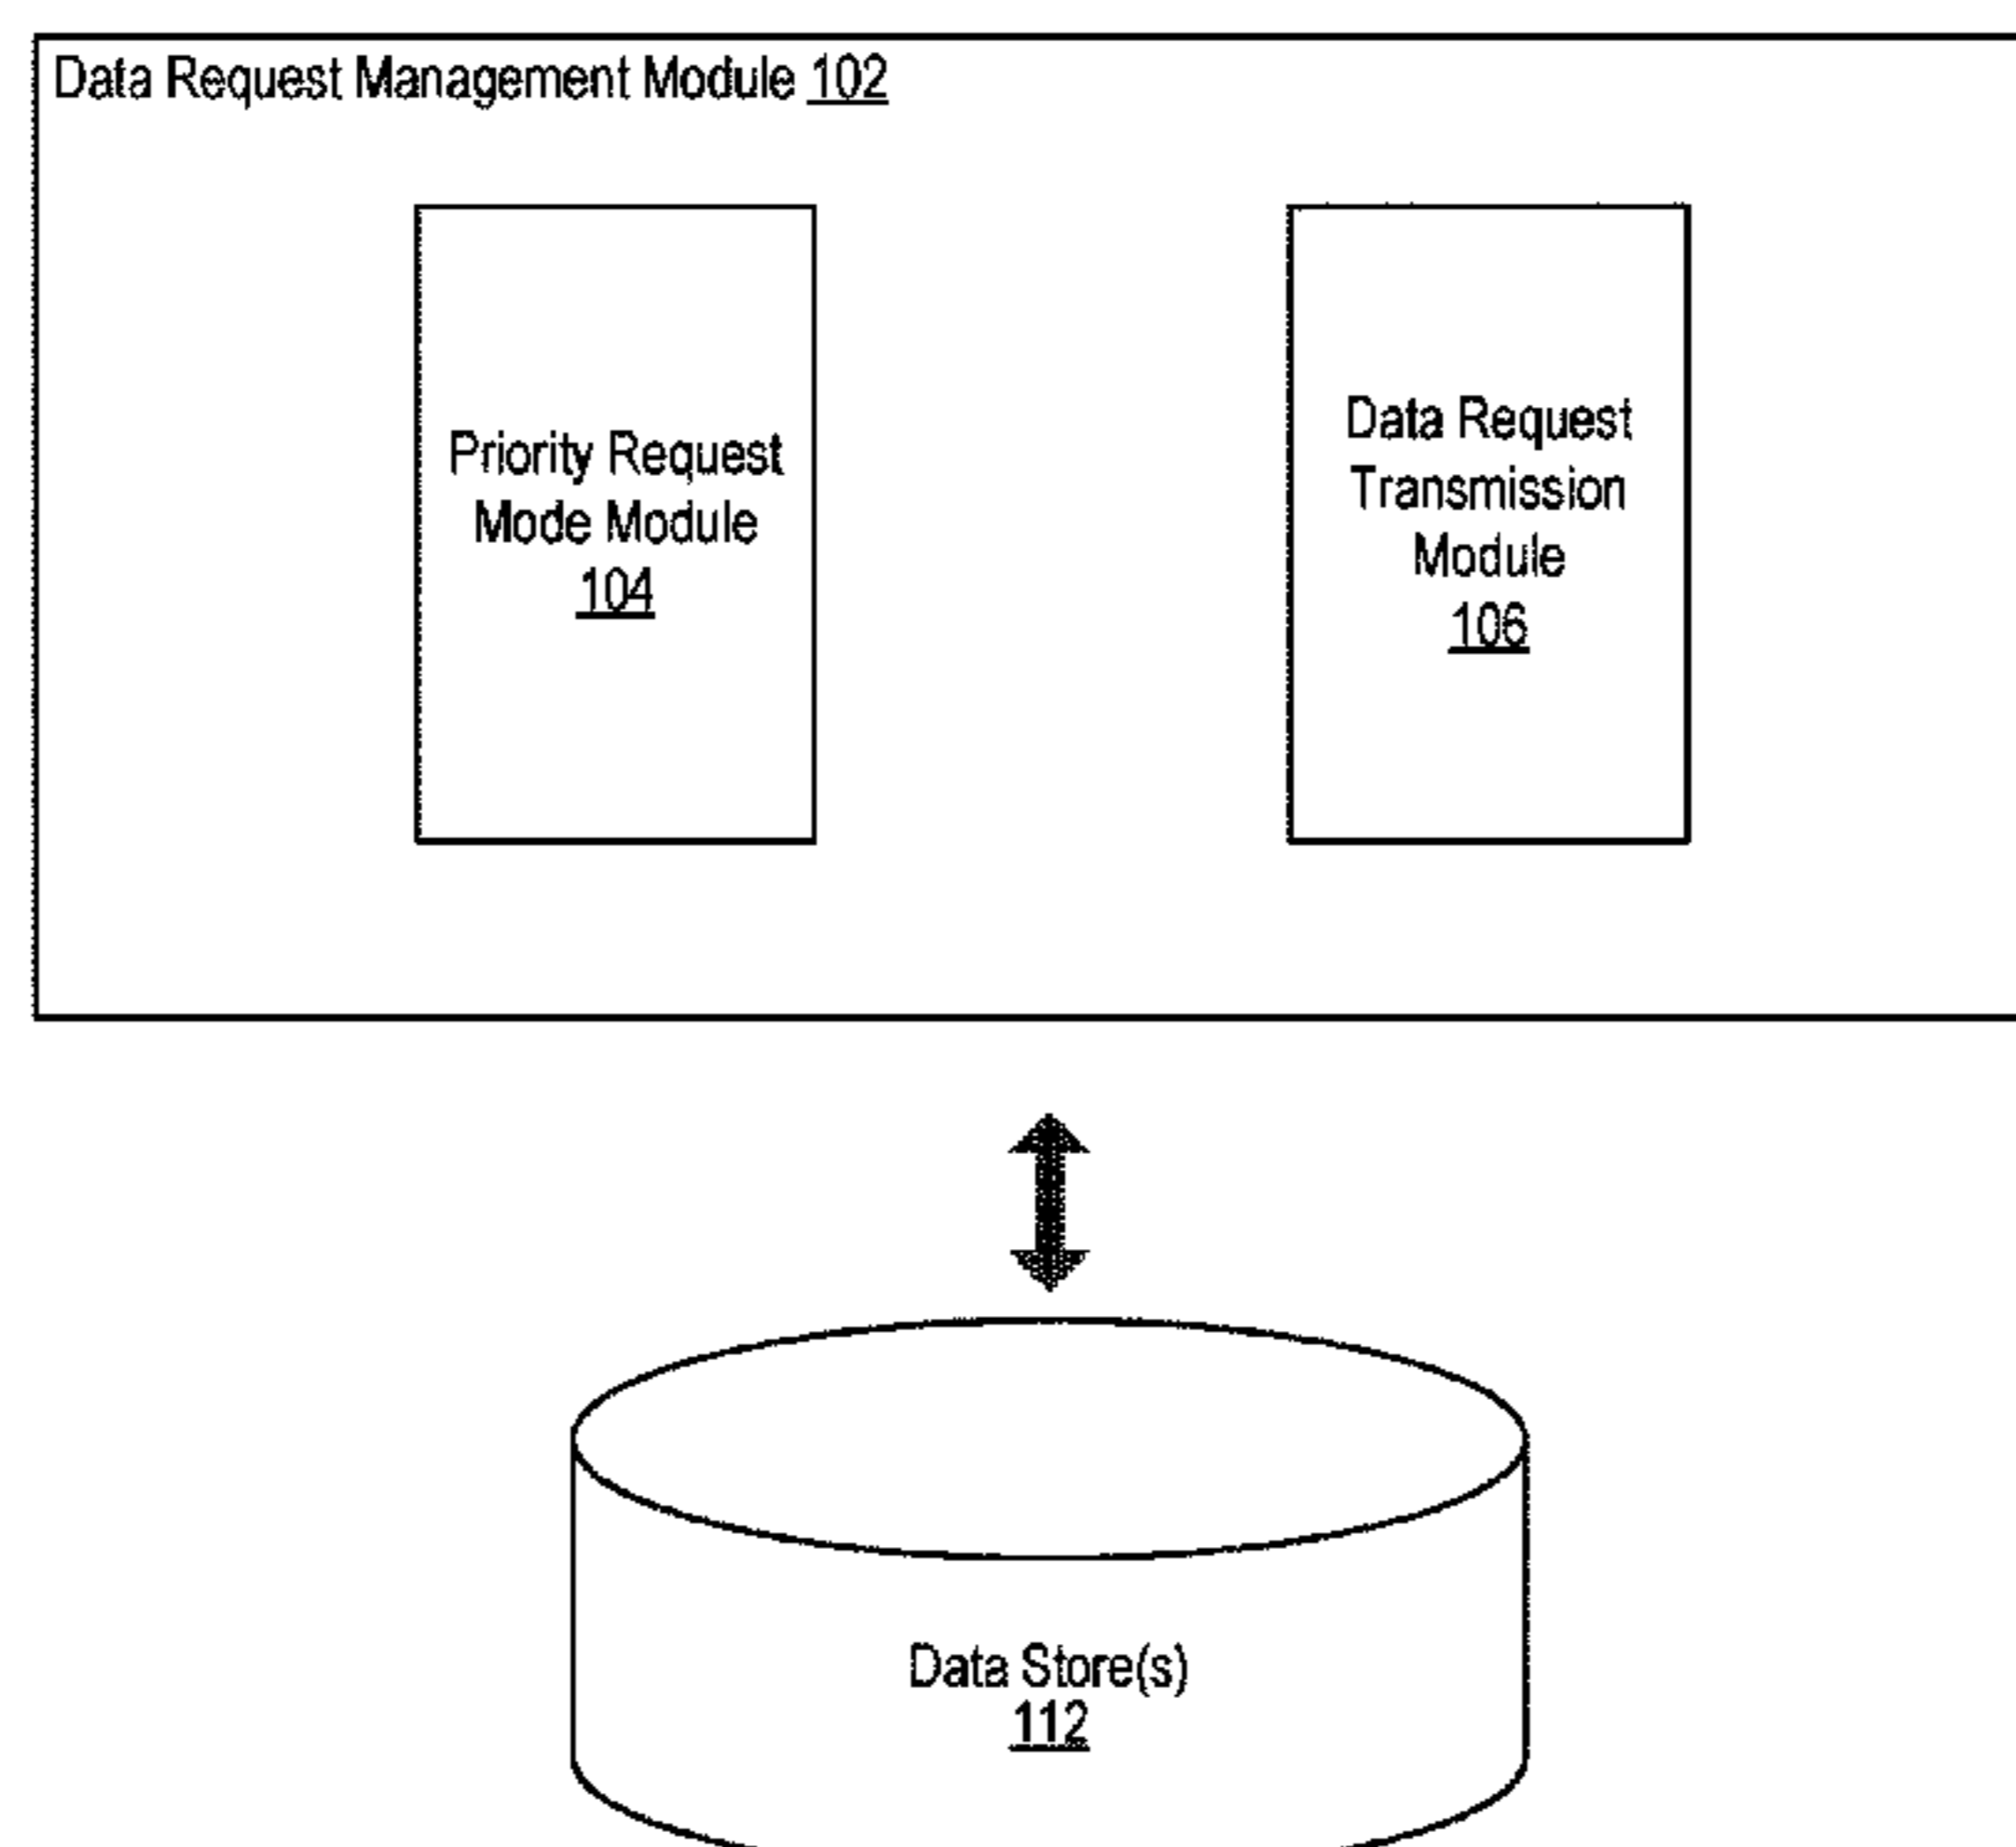 Data Request Management Module 102
Priority Request
Mode Module
104
Data Request
Transmission
Module
106
Data Store(s)
112